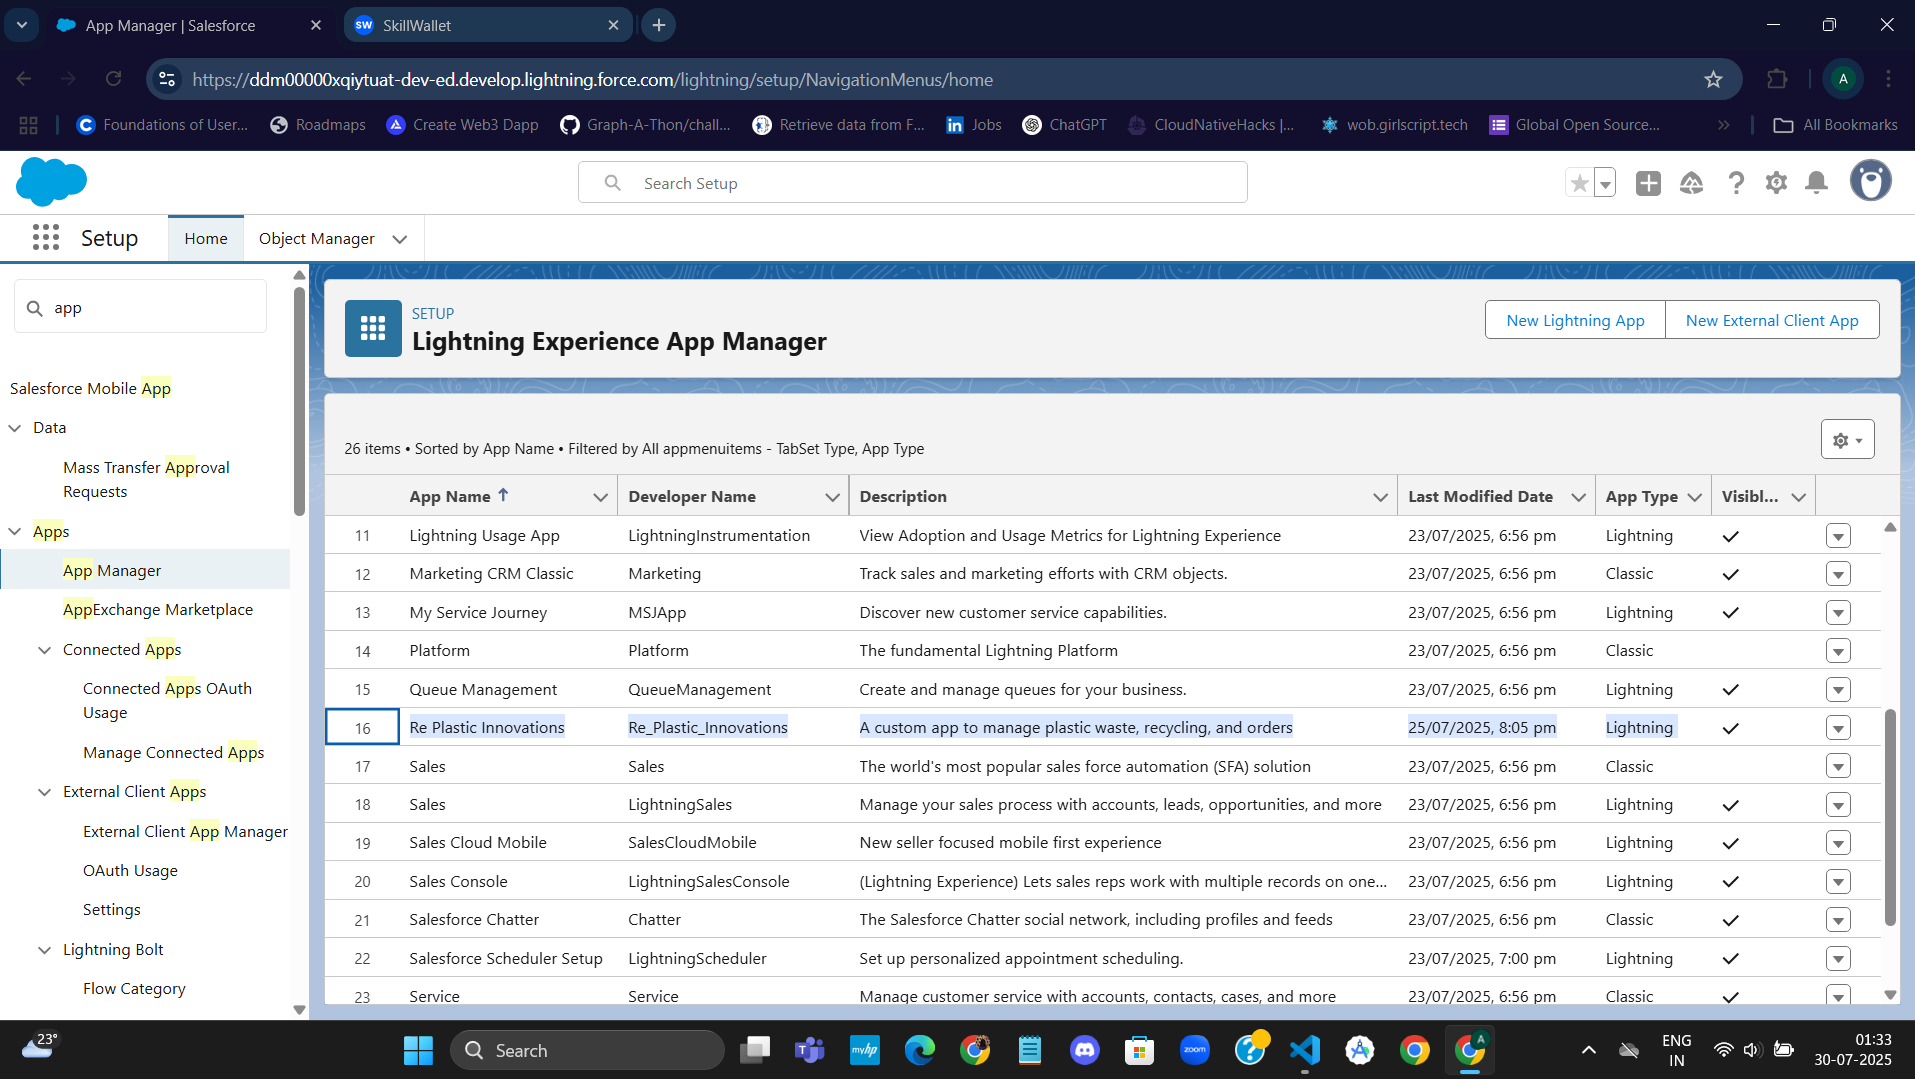 App Manager | Salesforce
SW SkillWallet
https://ddm00000xqiytuat-dev-ed.develop.lightning.force.com/lightning/setup/NavigationMenus/home
A
Foundations of User...
Roadmaps
Create Web3 Dapp
Graph-A-Thon/chall...
Retrieve data from F...
Jobs
ChatGPT
CloudNativeHacks |...
wob.girlscript.tech
Global Open Source...
All Bookmarks
Search Setup
Setup
Home
Object Manager
app
Salesforce Mobile App
Data
Mass Transfer Approval
Requests
Apps
App Manager
AppExchange Marketplace
Connected Apps
Connected Apps OAuth
Usage
Manage Connected Apps
External Client Apps
External Client App Manager
OAuth Usage
Settings
Lightning Bolt
Flow Category
SETUP
Lightning Experience App Manager
New Lightning App
New External Client App
26 items • Sorted by App Name • Filtered by All appmenuitems - TabSet Type, App Type
App Name Developer Name Description Last Modified Date App Type Visibl...
11 Lightning Usage App LightningInstrumentation View Adoption and Usage Metrics for Lightning Experience 23/07/2025, 6:56 pm Lightning
12 Marketing CRM Classic Marketing Track sales and marketing efforts with CRM objects. 23/07/2025, 6:56 pm Classic
13 My Service Journey MSJApp Discover new customer service capabilities. 23/07/2025, 6:56 pm Lightning
14 Platform Platform The fundamental Lightning Platform 23/07/2025, 6:56 pm Classic
15 Queue Management QueueManagement Create and manage queues for your business. 23/07/2025, 6:56 pm Lightning
16 Re Plastic Innovations Re_Plastic_Innovations A custom app to manage plastic waste, recycling, and orders 25/07/2025, 8:05 pm Lightning
17 Sales Sales The world's most popular sales force automation (SFA) solution 23/07/2025, 6:56 pm Classic
18 Sales LightningSales Manage your sales process with accounts, leads, opportunities, and more 23/07/2025, 6:56 pm Lightning
19 Sales Cloud Mobile SalesCloudMobile New seller focused mobile first experience 23/07/2025, 6:56 pm Lightning
20 Sales Console LightningSalesConsole (Lightning Experience) Lets sales reps work with multiple records on one... 23/07/2025, 6:56 pm Lightning
21 Salesforce Chatter Chatter The Salesforce Chatter social network, including profiles and feeds 23/07/2025, 6:56 pm Classic
22 Salesforce Scheduler Setup LightningScheduler Set up personalized appointment scheduling. 23/07/2025, 7:00 pm Lightning
23 Service Service Manage customer service with accounts, contacts, cases, and more 23/07/2025, 6:56 pm Classic
23°
Search
myhp
zoom
A
ENG
IN
01:33
30-07-2025